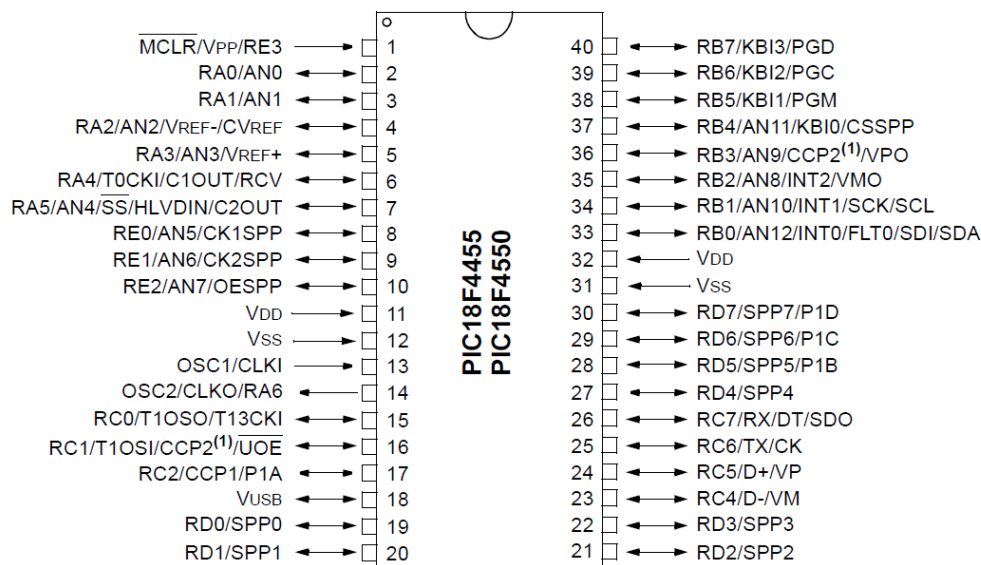 MCLR/VPP/RE3 1
RA0/AN0 2
RA1/AN1 3
RA2/AN2/VREF-/CVREF 4
RA3/AN3/VREF+ 5
RA4/T0CKI/C1OUT/RCV 6
RA5/AN4/SS/HLVDIN/C2OUT 7
RE0/AN5/CK1SPP 8
RE1/AN6/CK2SPP 9
RE2/AN7/OESPP 10
VDD 11
VSS 12
OSC1/CLKI 13
OSC2/CLKO/RA6 14
RC0/T1OSO/T13CKI 15
RC1/T1OSI/CCP2(1)/UOE 16
RC2/CCP1/P1A 17
VUSB 18
RD0/SPP0 19
RD1/SPP1 20
PIC18F4455
PIC18F4550
40 RB7/KBI3/PGD
39 RB6/KBI2/PGC
38 RB5/KBI1/PGM
37 RB4/AN11/KBI0/CSSPP
36 RB3/AN9/CCP2(1)/VPO
35 RB2/AN8/INT2/VMO
34 RB1/AN10/INT1/SCK/SCL
33 RB0/AN12/INT0/FLT0/SDI/SDA
32 VDD
31 VSS
30 RD7/SPP7/P1D
29 RD6/SPP6/P1C
28 RD5/SPP5/P1B
27 RD4/SPP4
26 RC7/RX/DT/SDO
25 RC6/TX/CK
24 RC5/D+/VP
23 RC4/D-/VM
22 RD3/SPP3
21 RD2/SPP2